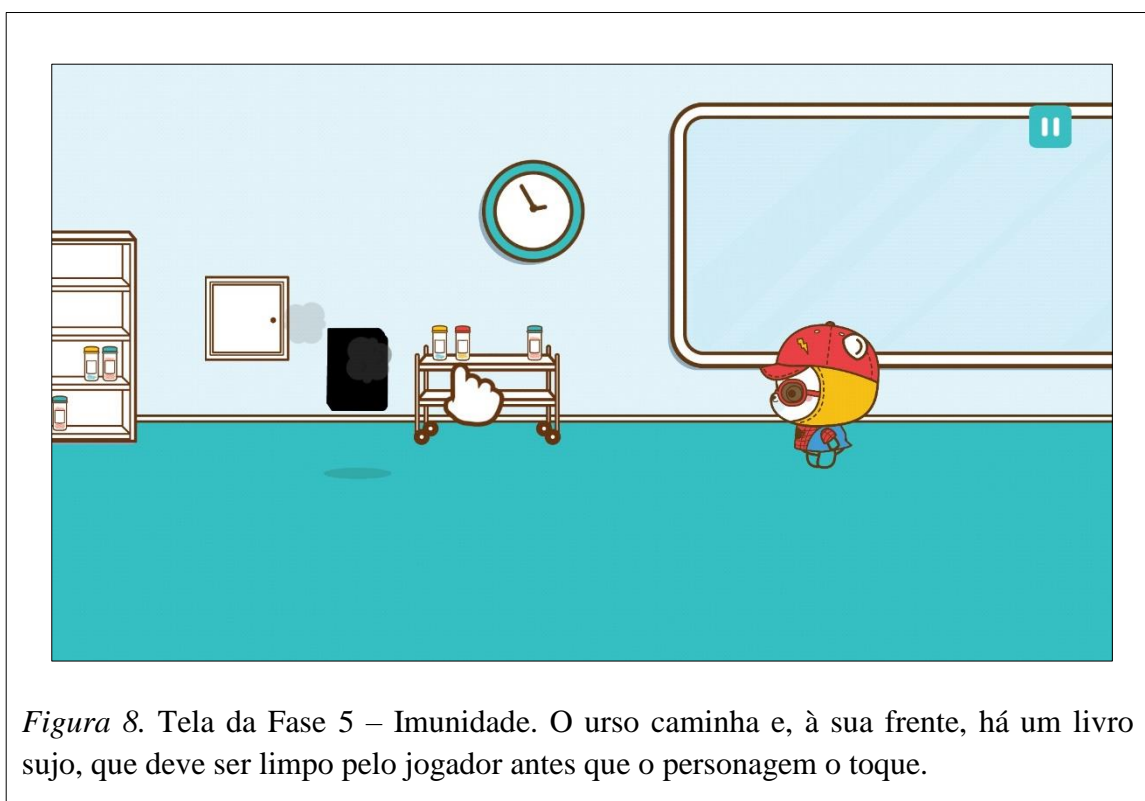 Figura 8. Tela da Fase 5 – Imunidade. O urso caminha e, à sua frente, há um livro
sujo, que deve ser limpo pelo jogador antes que o personagem o toque.